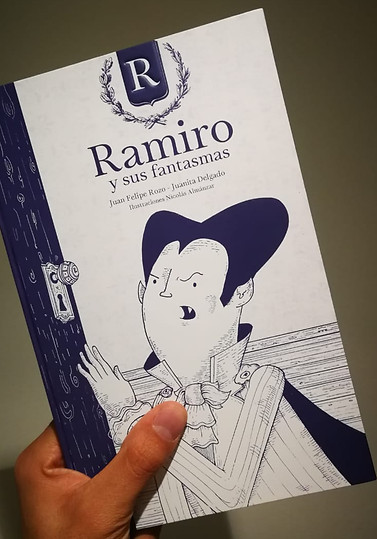 R
Ramiro
y sus fantasmas
Juan Felipe Rozo - Juanita Delgado
Ilustraciones Nicolás Almánzar